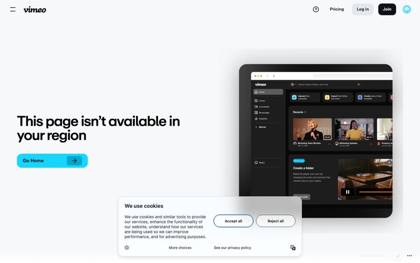 vimeo
Pricing
Log in
Join
This page isn't available in
your region
Go Home
vimeo
Create a folder
We use cookies
We use cookies and similar tools to provide
our services, enhance the functionality of
our website, understand how our services
are being used so we can improve
performance, and for advertising purposes.
Accept all
Reject all
More choices
See our privacy policy